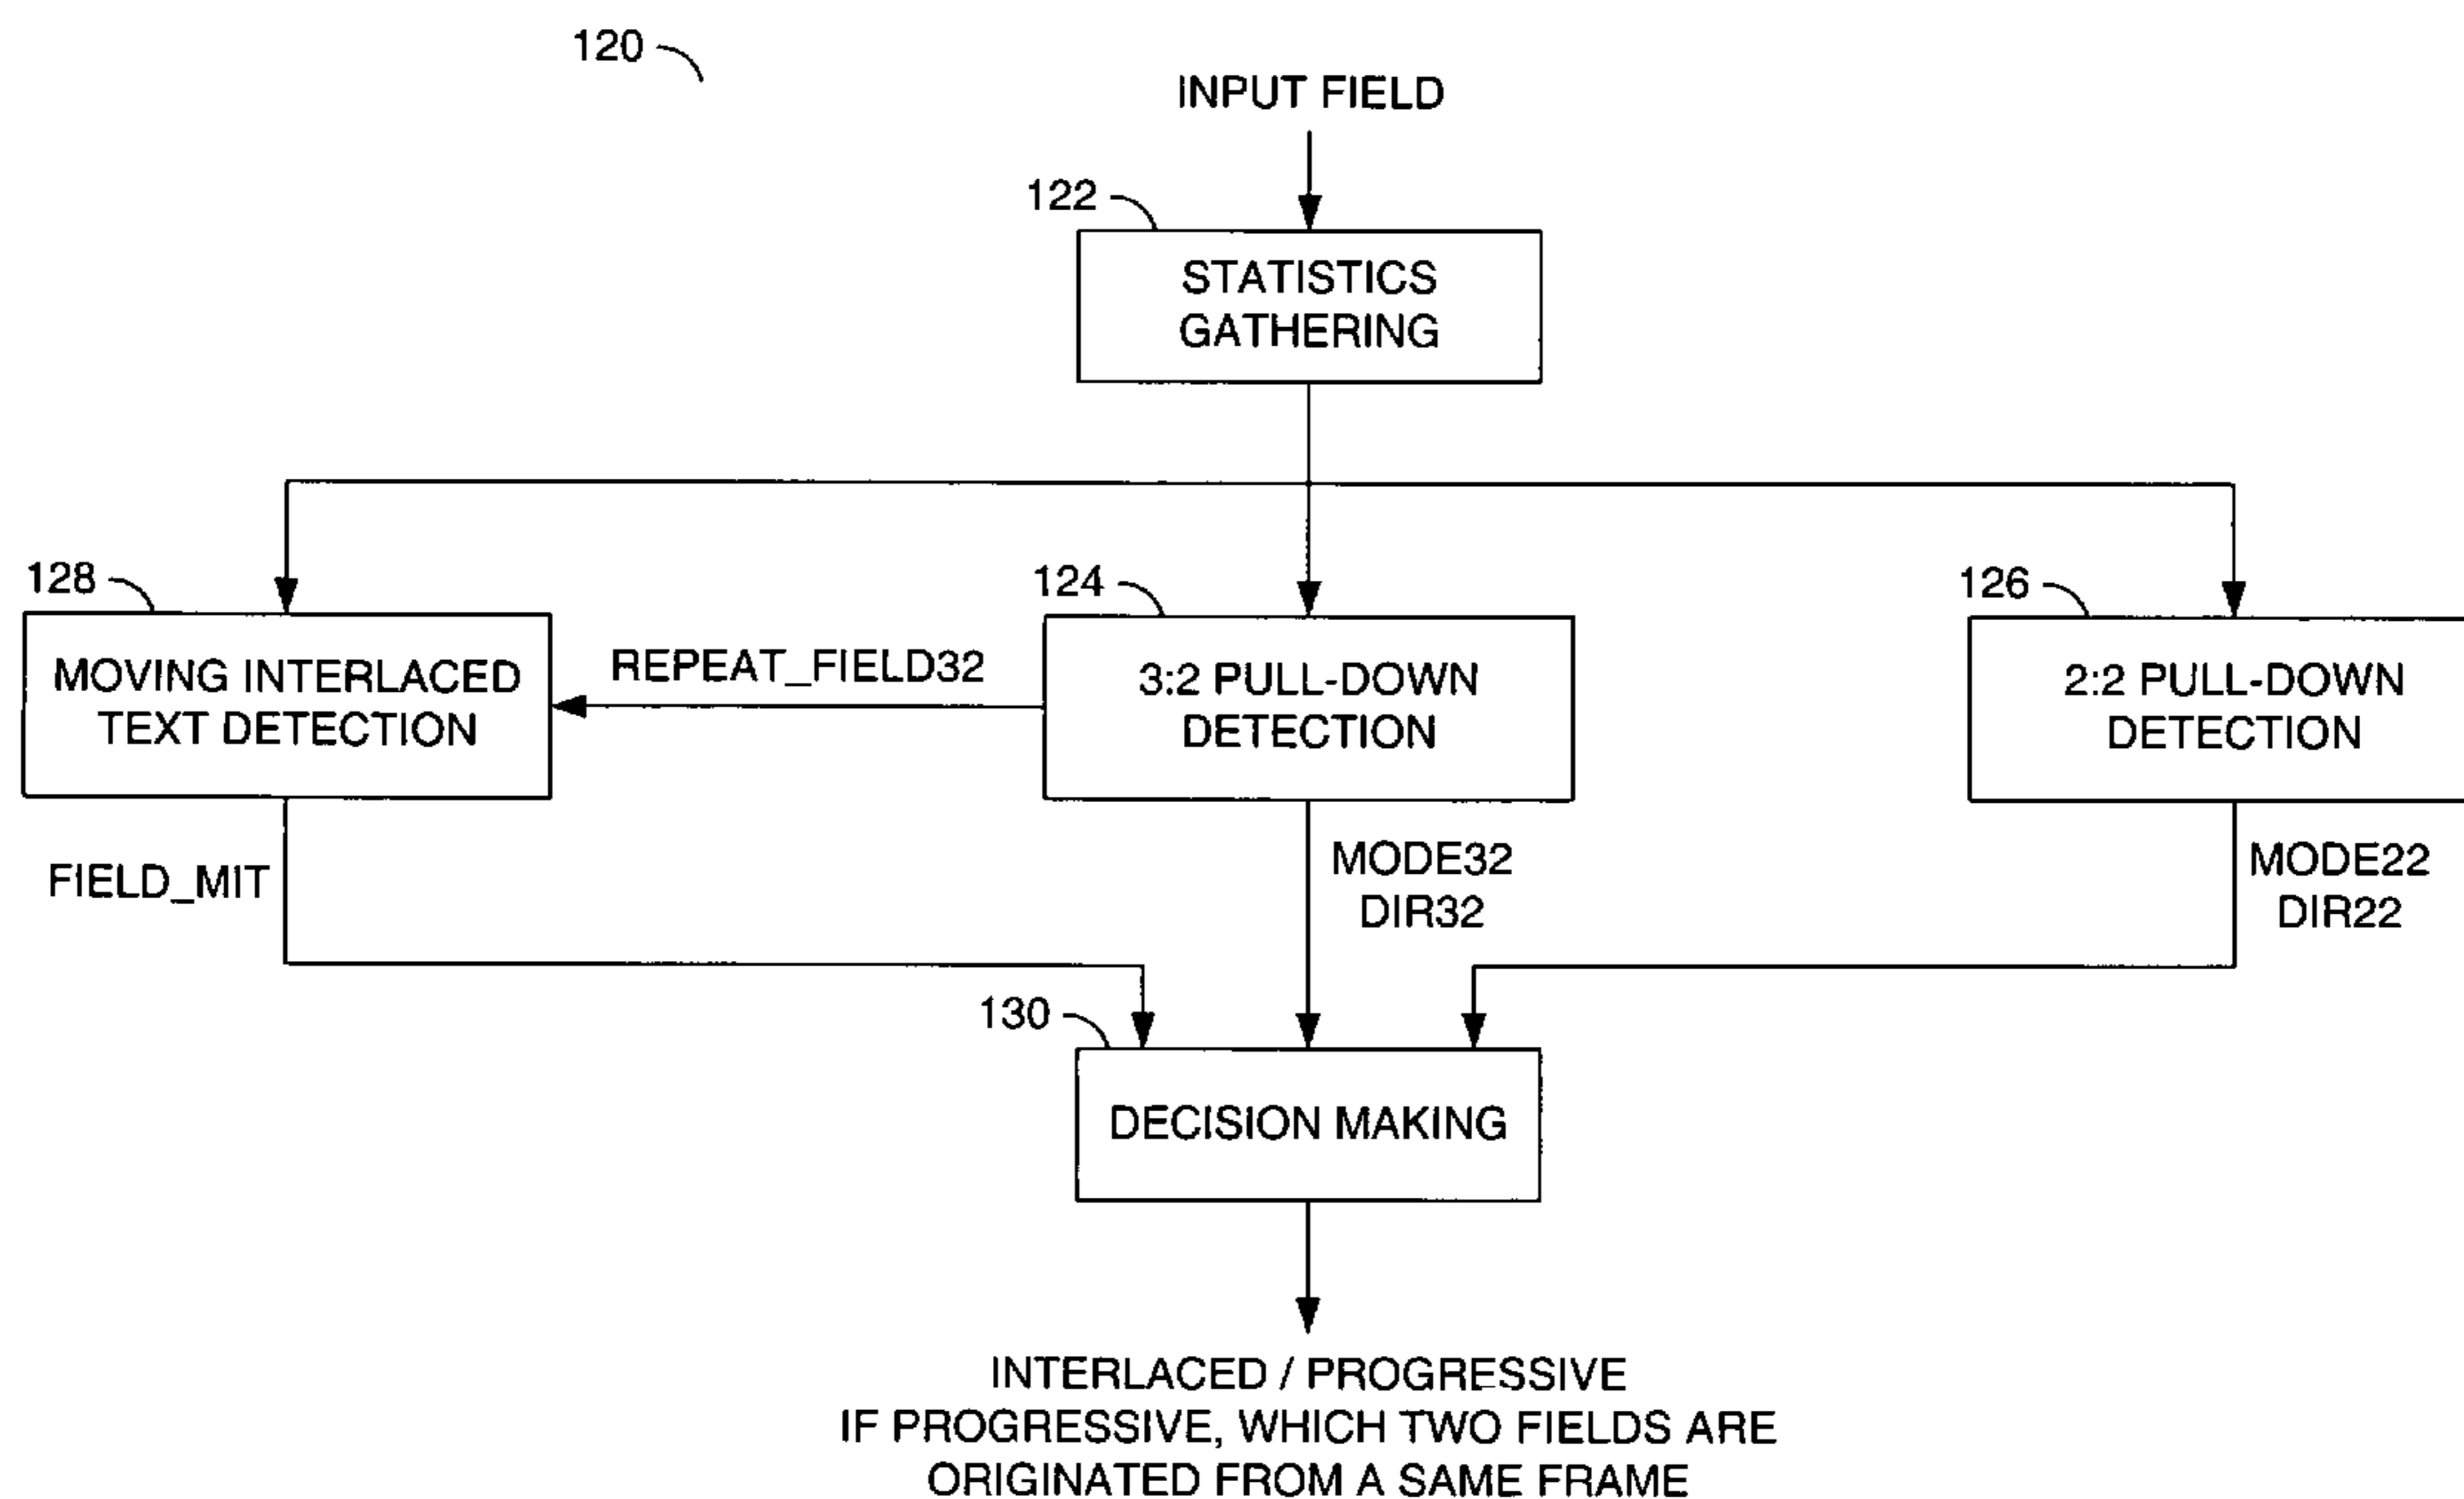 120
INPUT FIELD
122
STATISTICS
GATHERING
128
124
126
MOVING INTERLACED
TEXT DETECTION
REPEAT_FIELD32
3:2 PULL-DOWN
DETECTION
2:2 PULL-DOWN
DETECTION
FIELD_MIT
MODE32
DIR32
MODE22
DIR22
130
DECISION MAKING
INTERLACED / PROGRESSIVE
IF PROGRESSIVE, WHICH TWO FIELDS ARE
ORIGINATED FROM A SAME FRAME